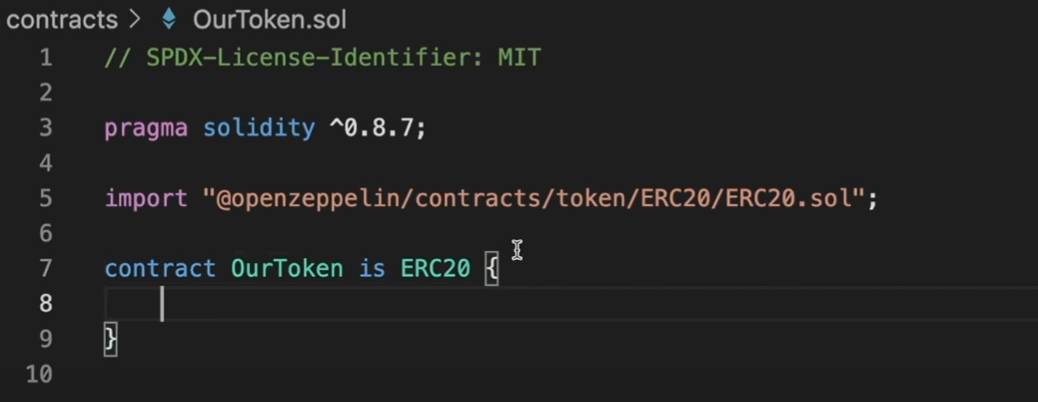 contracts > OurToken.sol
1 // SPDX-License-Identifier: MIT
2
3 pragma solidity ^0.8.7;
4
5 import "@openzeppelin/contracts/token/ERC20/ERC20.sol";
6
7 contract OurToken is ERC20 {
8
9 }
10